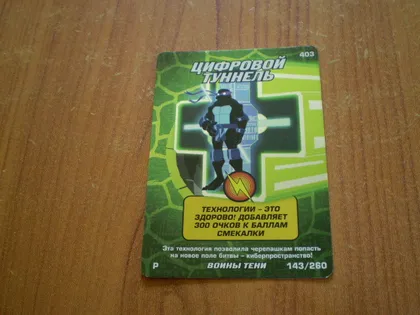 403
ЦИФРОВОЙ
ТУННЕЛЬ
ТЕХНОЛОГИИ – ЭТО
ЗДОРОВО! ДОБАВЛЯЕТ
300 ОЧКОВ К БАЛЛАМ
СМЕКАЛКИ
Эта технология позволила черепашкам попасть
на новое поле битвы – киберпространство!
Р ВОИНЫ ТЕНИ 143/260